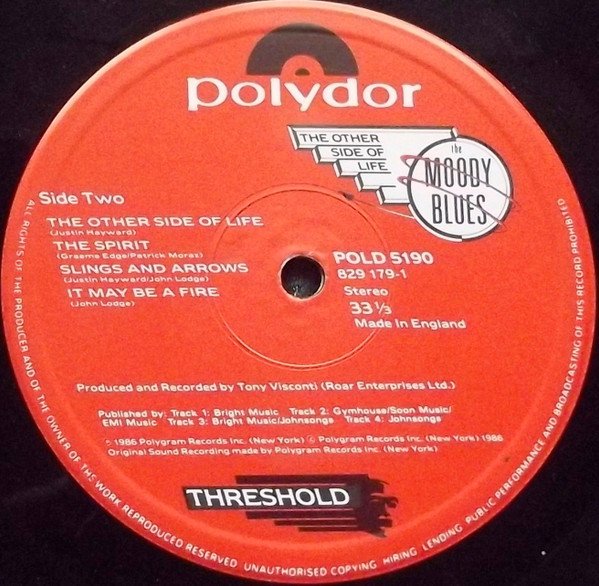 polydor
THE OTHER
SIDE OF
LIFE
the
MOODY
BLUES
Side Two
THE OTHER SIDE OF LIFE
(Justin Hayward)
THE SPIRIT
(Graeme Edge/Patrick Moraz)
SLINGS AND ARROWS
(Justin Hayward/John Lodge)
IT MAY BE A FIRE
(John Lodge)
POLD 5190
829 179-1
Stereo
33 1/3
Made in England
Produced and Recorded by Tony Visconti (Roar Enterprises Ltd.)
Published by: Track 1: Bright Music Track 2: Gymhouse/Soon Music/
EMI Music Track 3: Bright Music/Johnsongs Track 4: Johnsongs
℗ 1986 Polygram Records Inc. (New York) © Polygram Records Inc. (New York) 1986
Original Sound Recording made by Polygram Records Inc. (New York)
THRESHOLD
ALL RIGHTS OF THE PRODUCER AND OF THE OWNER OF THE WORK REPRODUCED RESERVED UNAUTHORISED COPYING HIRING LENDING PUBLIC PERFORMANCE AND BROADCASTING OF THIS RECORD PROHIBITED